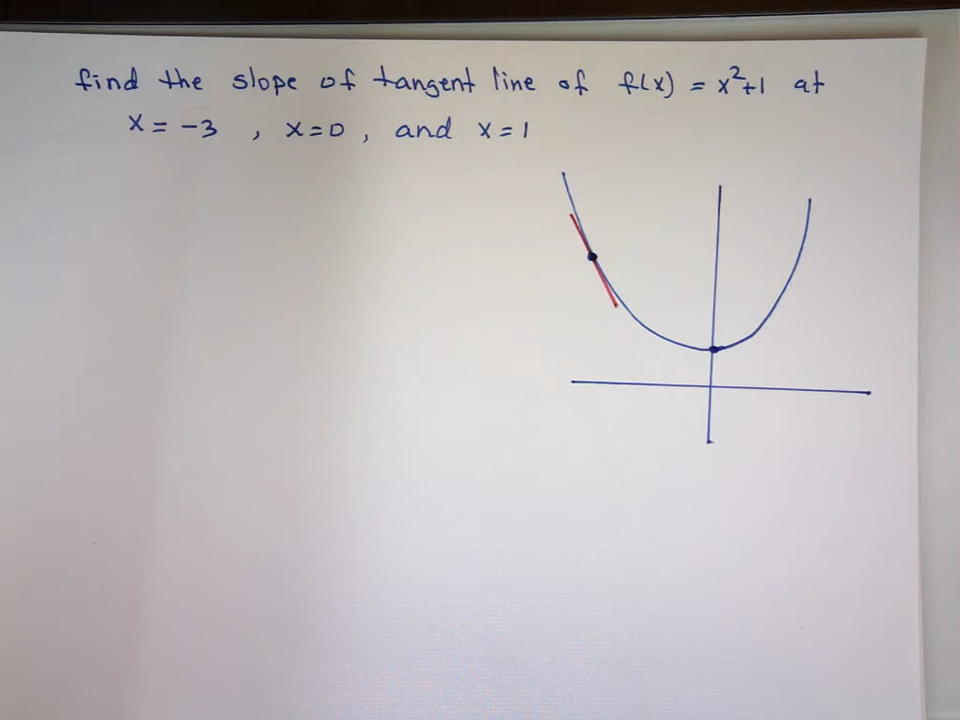 find the slope of tangent line of f(x) = x²+1 at
x = -3 , x=0 , and x=1